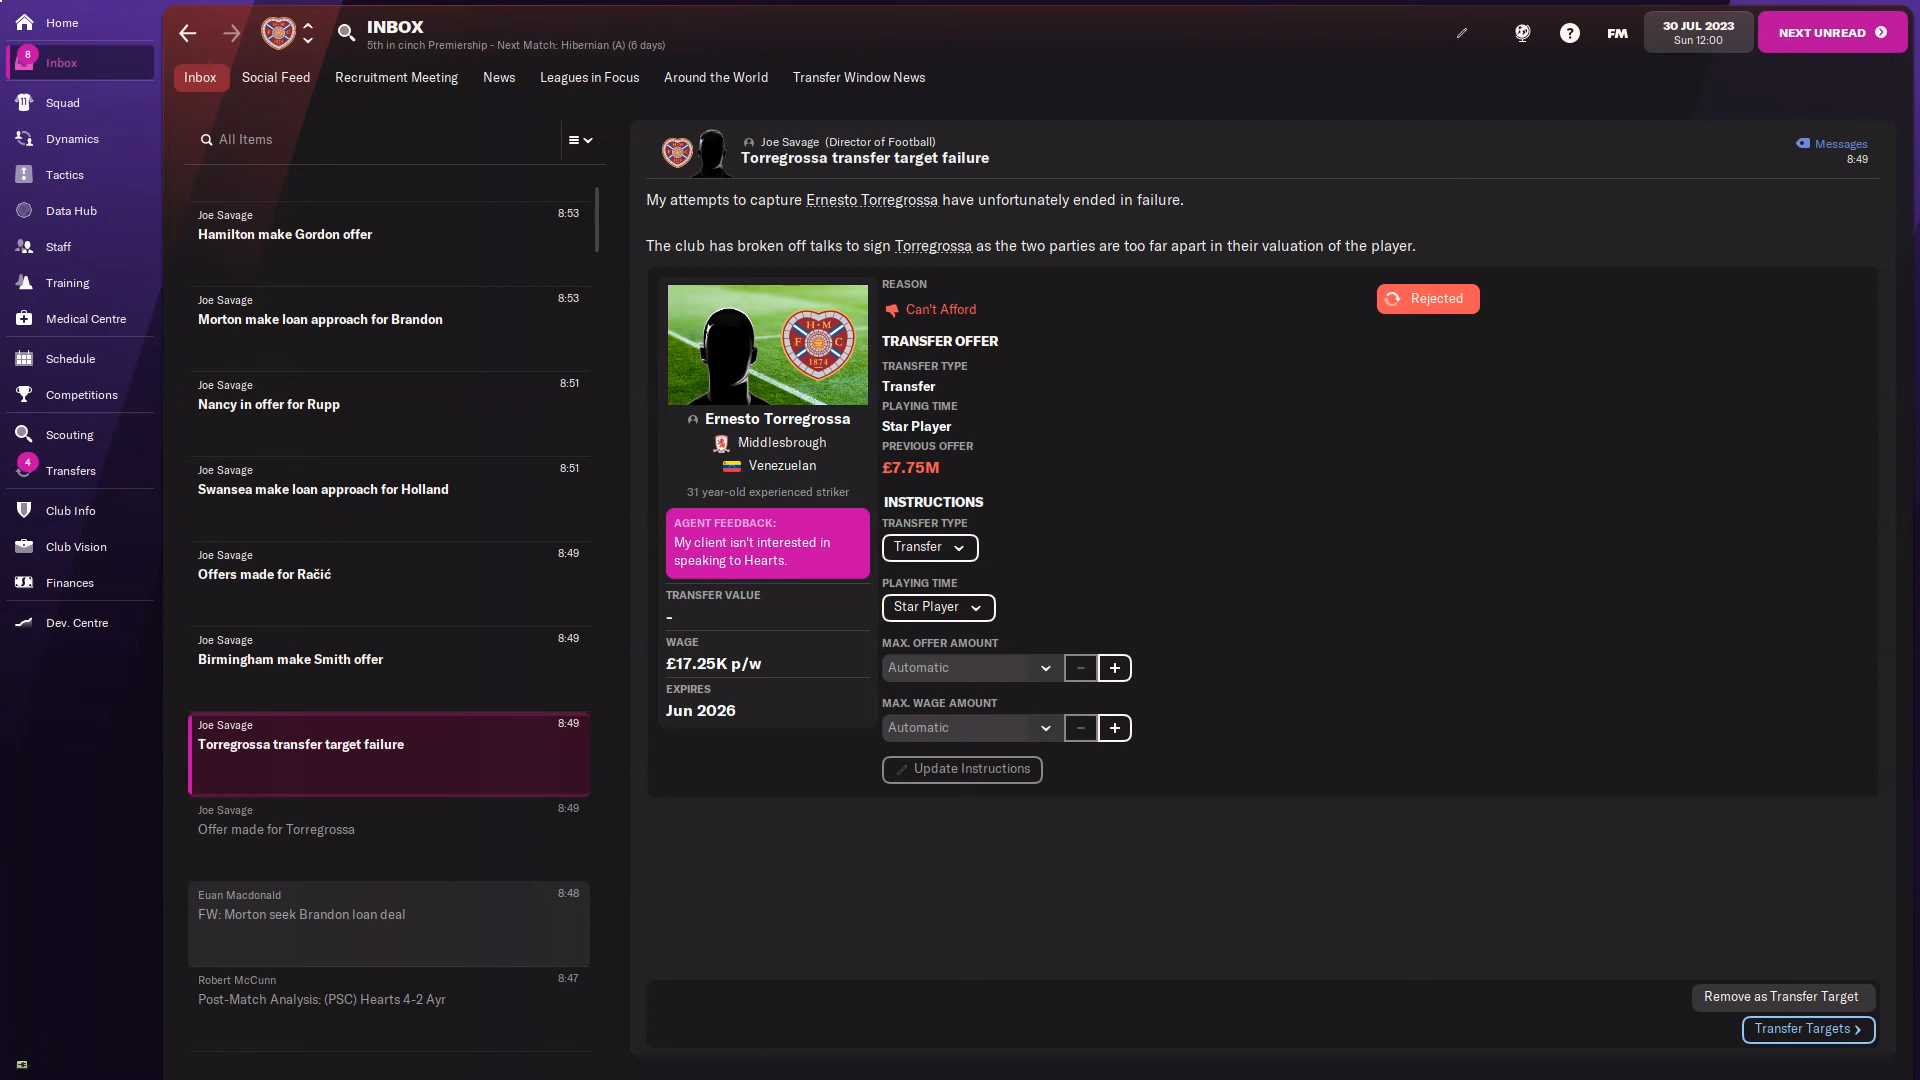 Home
8
Inbox
Squad
Dynamics
Tactics
Data Hub
Staff
Training
Medical Centre
Schedule
Competitions
Scouting
4
Transfers
Club Info
Club Vision
Finances
Dev. Centre
INBOX
5th in cinch Premiership - Next Match: Hibernian (A) (6 days)
?
FM
30 JUL 2023
Sun 12:00
NEXT UNREAD
Inbox
Social Feed
Recruitment Meeting
News
Leagues in Focus
Around the World
Transfer Window News
All Items
Joe Savage
8:53
Hamilton make Gordon offer
Joe Savage
8:53
Morton make loan approach for Brandon
Joe Savage
8:51
Nancy in offer for Rupp
Joe Savage
8:51
Swansea make loan approach for Holland
Joe Savage
8:49
Offers made for Račić
Joe Savage
8:49
Birmingham make Smith offer
Joe Savage
8:49
Torregrossa transfer target failure
Joe Savage
8:49
Offer made for Torregrossa
Euan Macdonald
8:48
FW: Morton seek Brandon loan deal
Robert McCunn
8:47
Post-Match Analysis: (PSC) Hearts 4-2 Ayr
Joe Savage (Director of Football)
Torregrossa transfer target failure
Messages
8:49
My attempts to capture Ernesto Torregrossa have unfortunately ended in failure.
The club has broken off talks to sign Torregrossa as the two parties are too far apart in their valuation of the player.
H M
F C
1874
Ernesto Torregrossa
Middlesbrough
Venezuelan
31 year-old experienced striker
AGENT FEEDBACK:
My client isn't interested in
speaking to Hearts.
TRANSFER VALUE
-
WAGE
£17.25K p/w
EXPIRES
Jun 2026
REASON
Can't Afford
Rejected
TRANSFER OFFER
TRANSFER TYPE
Transfer
PLAYING TIME
Star Player
PREVIOUS OFFER
£7.75M
INSTRUCTIONS
TRANSFER TYPE
Transfer
PLAYING TIME
Star Player
MAX. OFFER AMOUNT
Automatic
− +
MAX. WAGE AMOUNT
Automatic
− +
Update Instructions
Remove as Transfer Target
Transfer Targets